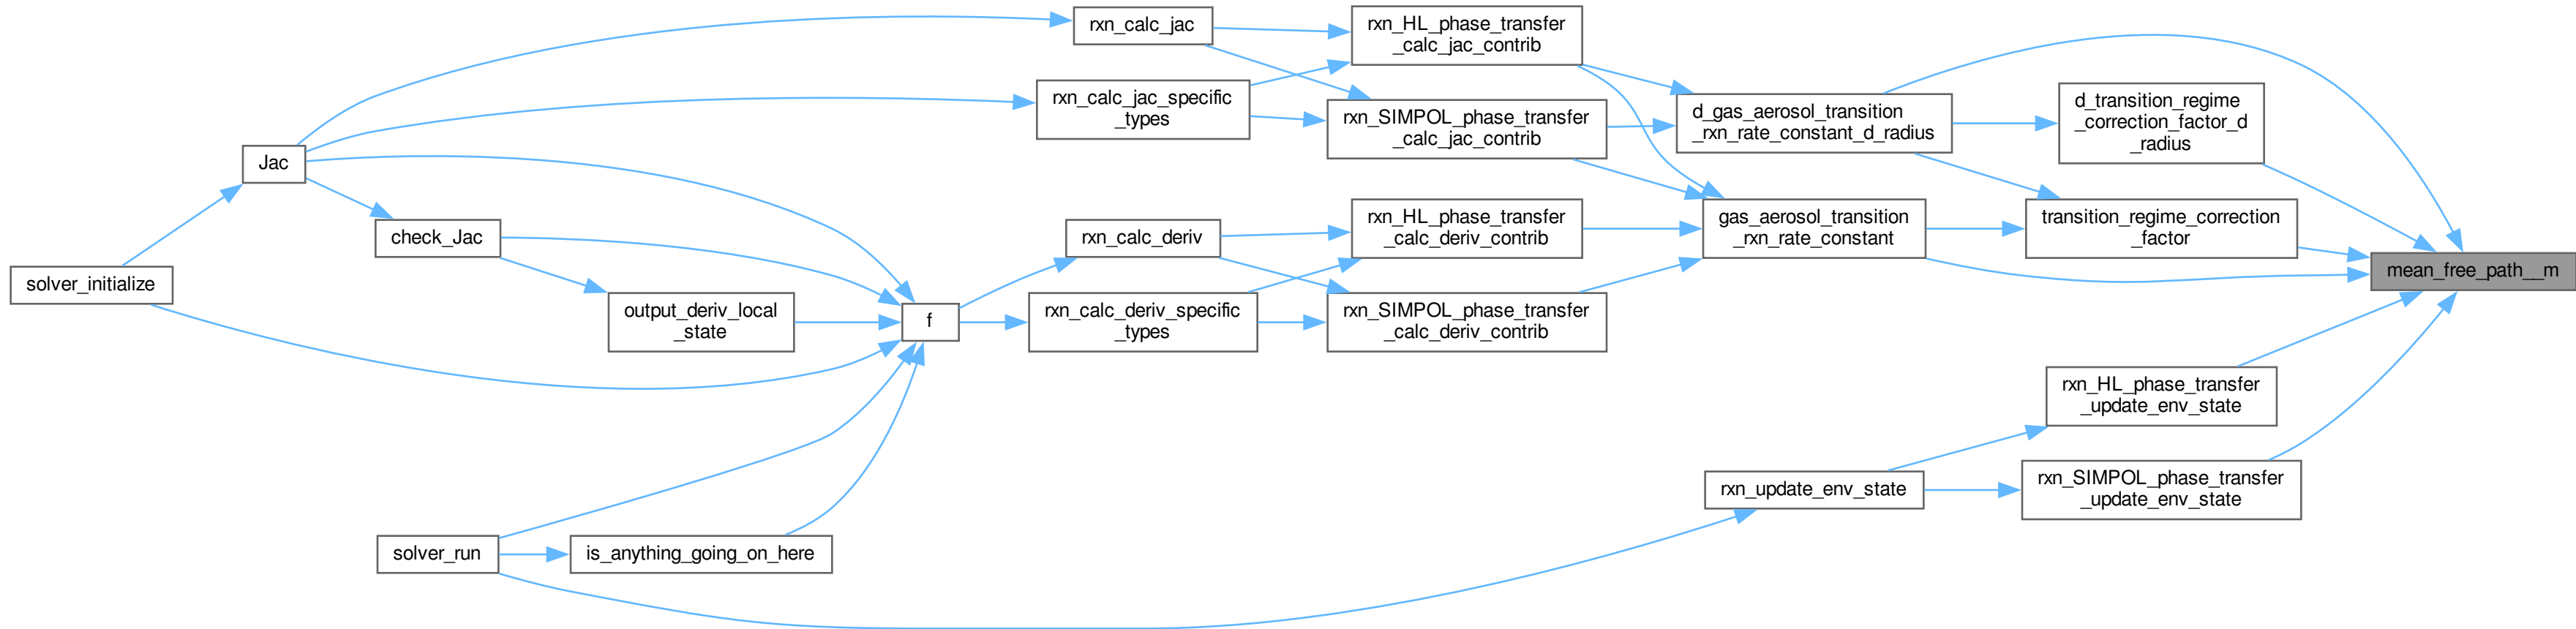 solver_initialize
Jac
check_Jac
solver_run
output_deriv_local
_state
is_anything_going_on_here
f
rxn_calc_jac
rxn_calc_jac_specific
_types
rxn_calc_deriv
rxn_calc_deriv_specific
_types
rxn_HL_phase_transfer
_calc_jac_contrib
rxn_SIMPOL_phase_transfer
_calc_jac_contrib
rxn_HL_phase_transfer
_calc_deriv_contrib
rxn_SIMPOL_phase_transfer
_calc_deriv_contrib
d_gas_aerosol_transition
_rxn_rate_constant_d_radius
gas_aerosol_transition
_rxn_rate_constant
rxn_update_env_state
d_transition_regime
_correction_factor_d
_radius
transition_regime_correction
_factor
rxn_HL_phase_transfer
_update_env_state
rxn_SIMPOL_phase_transfer
_update_env_state
mean_free_path__m